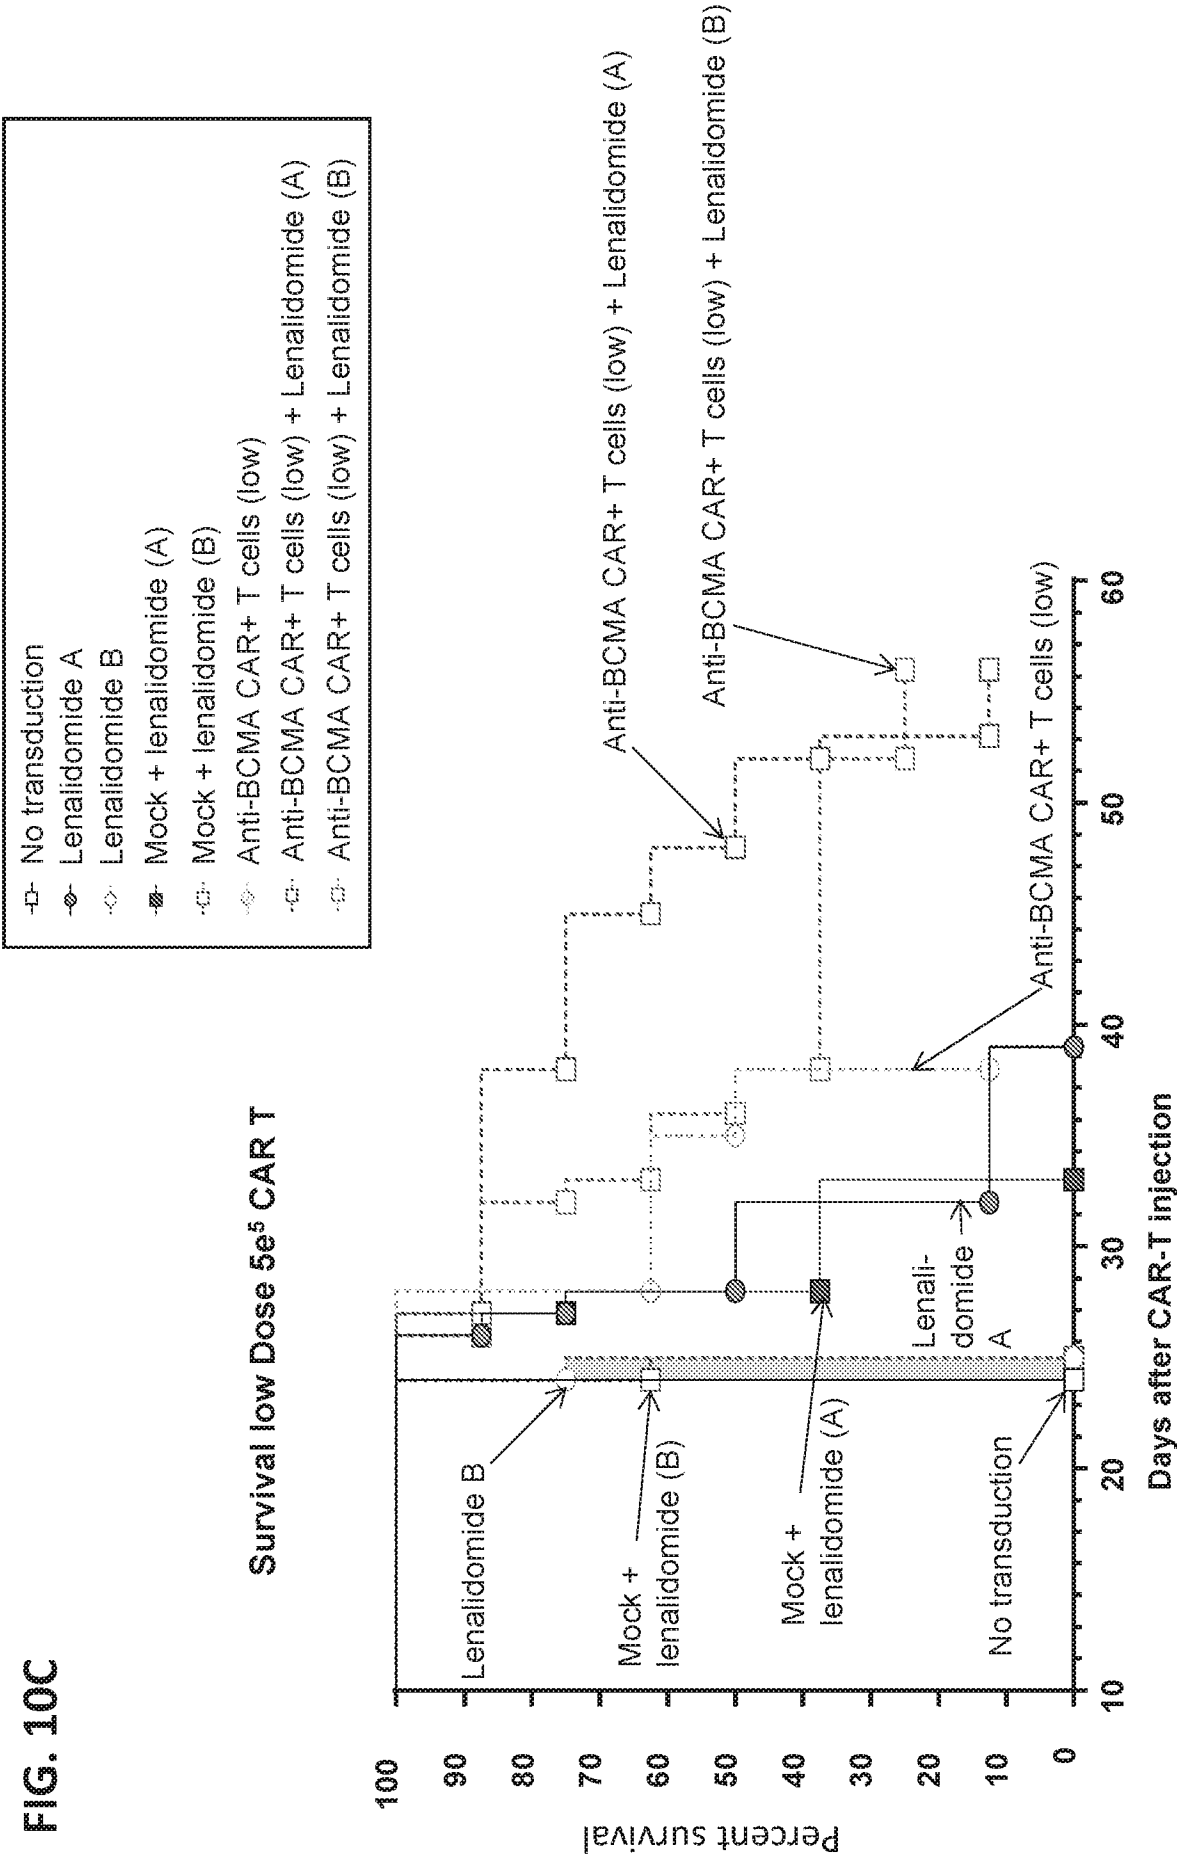 FIG. 10C
Survival low Dose 5e⁵ CAR T
No transduction
Lenalidomide A
Lenalidomide B
Mock + lenalidomide (A)
Mock + lenalidomide (B)
Anti-BCMA CAR+ T cells (low)
Anti-BCMA CAR+ T cells (low) + Lenalidomide (A)
Anti-BCMA CAR+ T cells (low) + Lenalidomide (B)
Percent survival
100
90
80
70
60
50
40
30
20
10
0
Lenalidomide B
Mock +
lenalidomide (B)
Mock +
lenalidomide (A)
No transduction
Lenali-
domide
A
Anti-BCMA CAR+ T cells (low) + Lenalidomide (A)
Anti-BCMA CAR+ T cells (low) + Lenalidomide (B)
Anti-BCMA CAR+ T cells (low)
10
20
30
40
50
60
Days after CAR-T injection